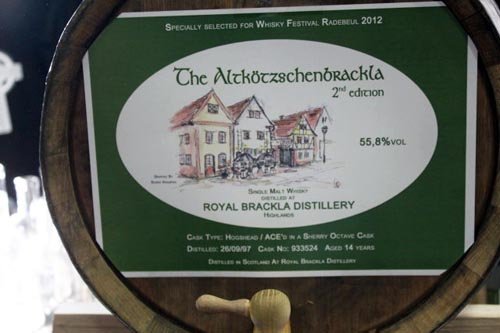 Specially selected for Whisky Festival Radebeul 2012
The Altkötzschenbrackla
2nd edition
55,8%vol
Single Malt Whisky
distilled at
Royal Brackla Distillery
Highlands
Cask Type: Hogshead / ACE'd in a Sherry Octave Cask
Distilled: 26/09/97 Cask No: 933524 Aged 14 years
Distilled in Scotland At Royal Brackla Distillery